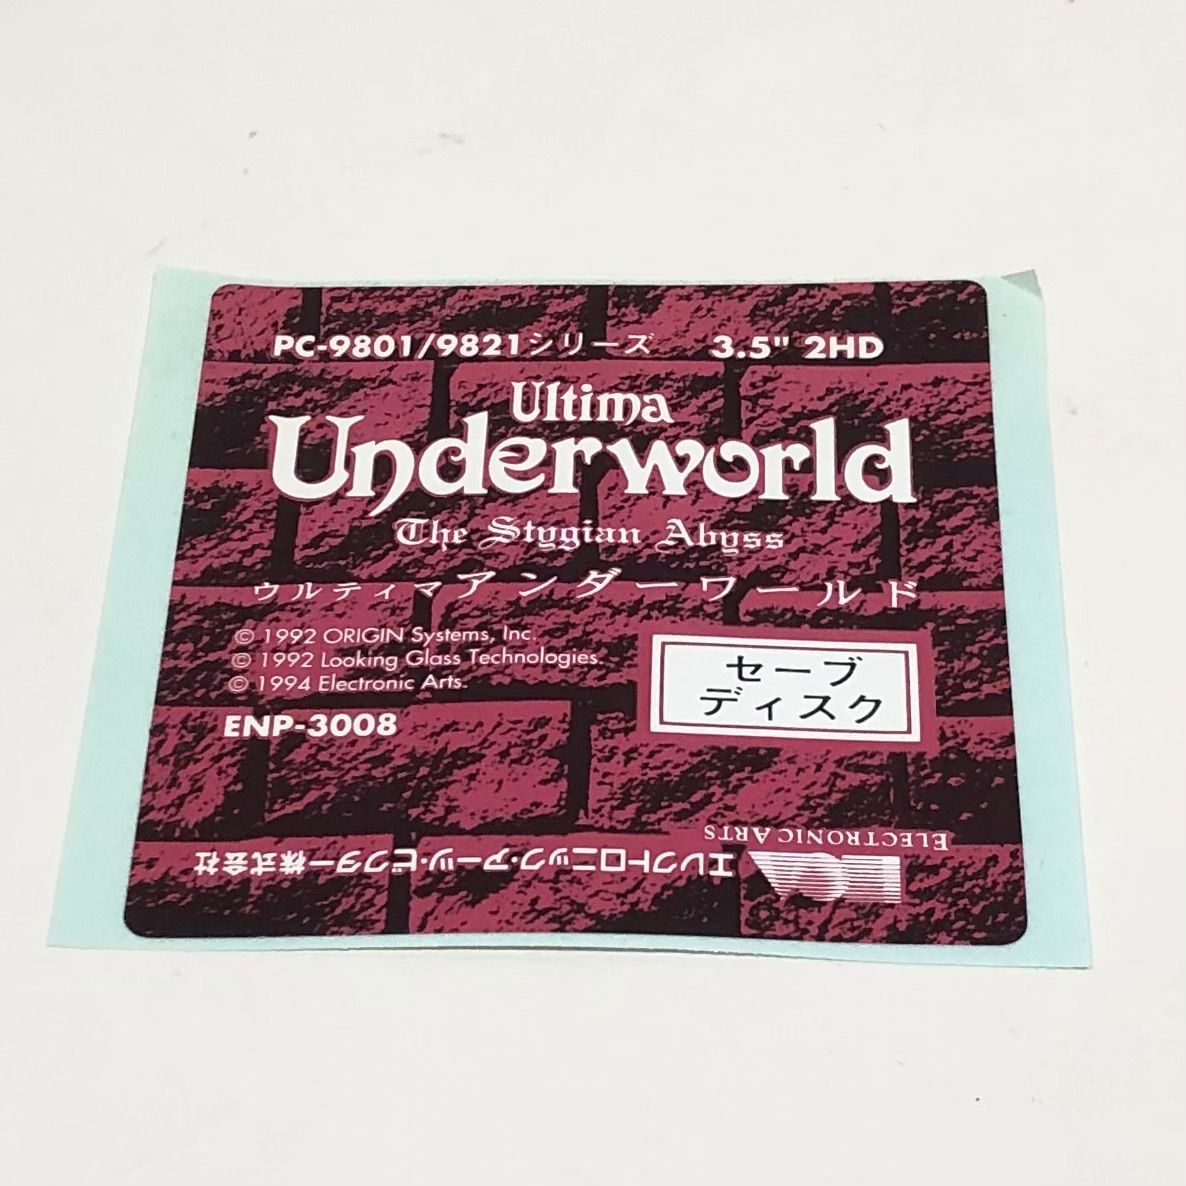 PC-9801/9821シリーズ 3.5" 2HD
Ultima
Underworld
The Stygian Abyss
ウルティマアンダーワールド
© 1992 ORIGIN Systems, Inc.
© 1992 Looking Glass Technologies.
© 1994 Electronic Arts.
ENP-3008
セーブ
ディスク
ELECTRONIC ARTS
エレクトロニック・アーツ・ビクター株式会社